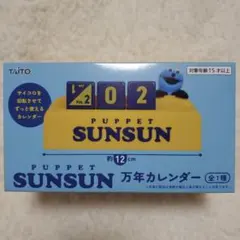 TAITO
対象年齢15才以上
サイコロを
回転させて
ずっと使える
カレンダー
1/2
02
PUPPET
SUNSUN
約12cm
PUPPET
SUNSUN 万年カレンダー 全1種